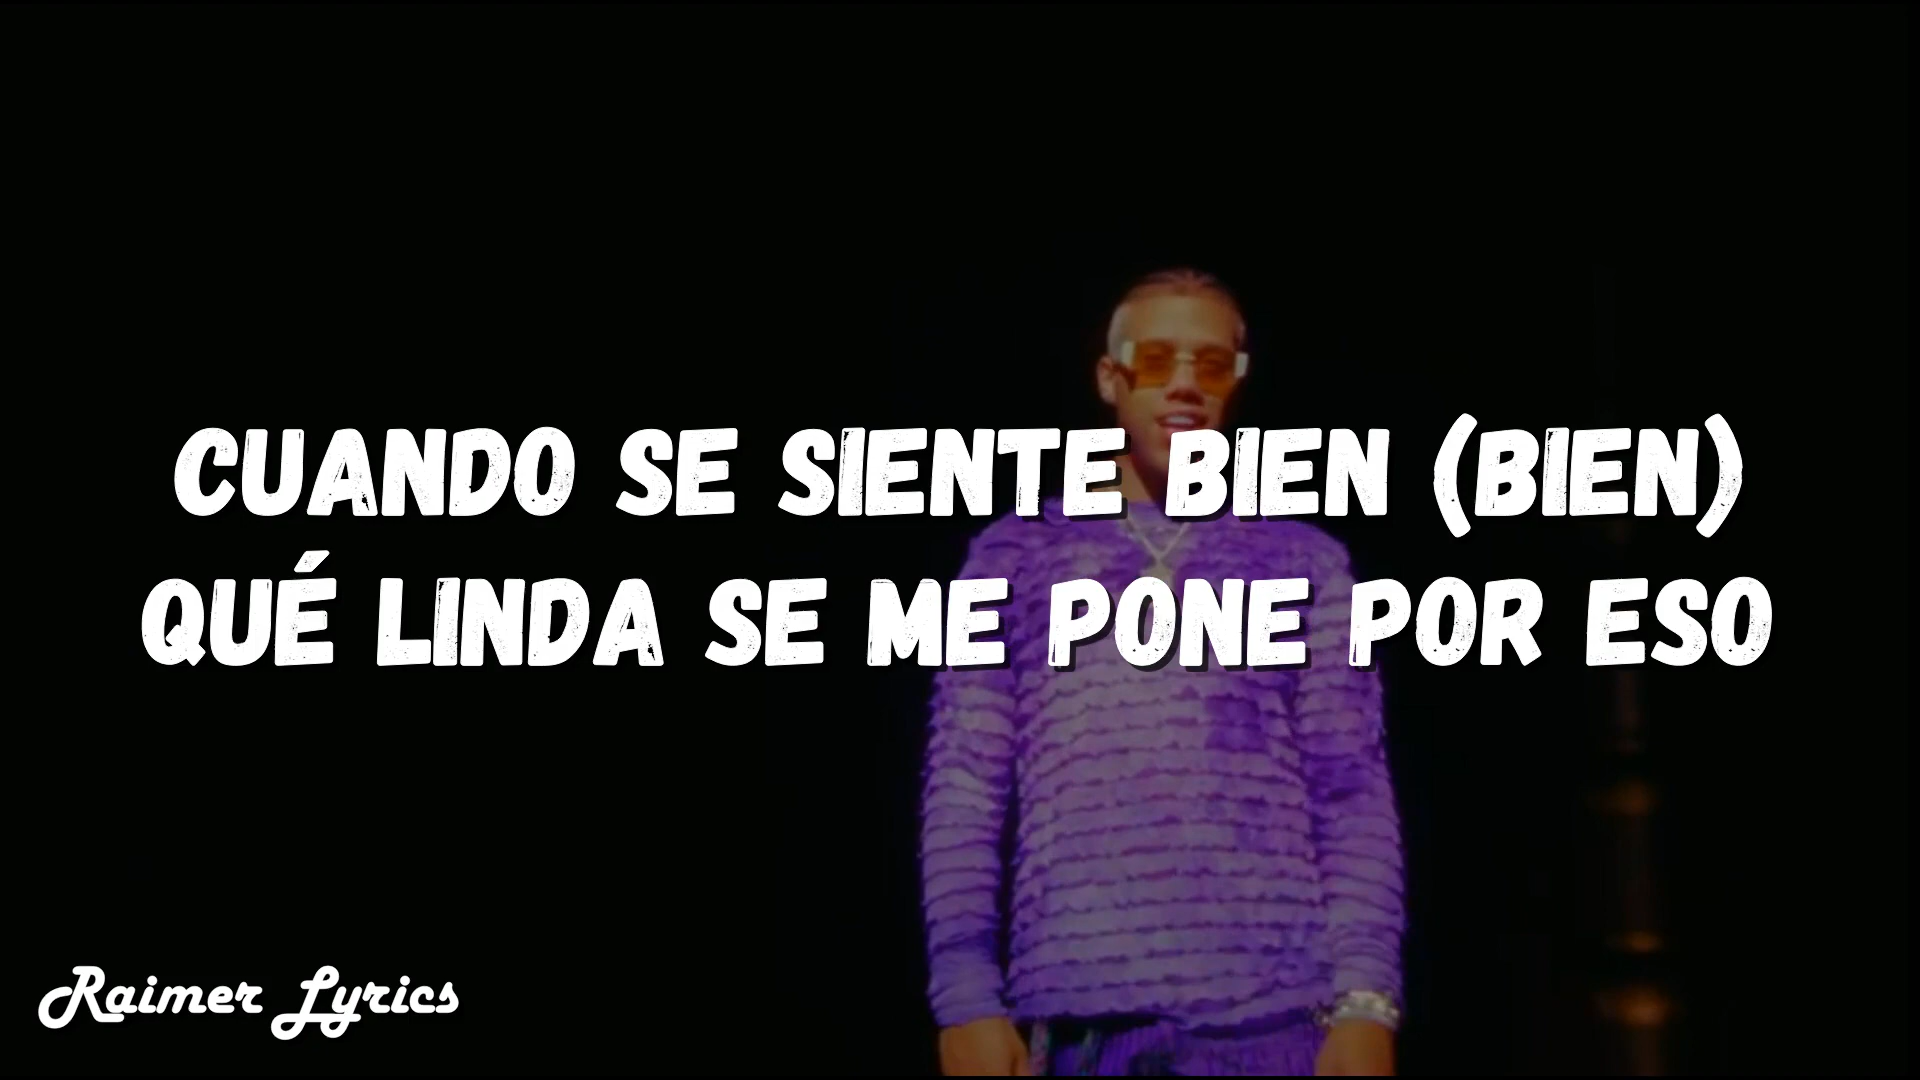 CUANDO SE SIENTE BIEN (BIEN)
QUÉ LINDA SE ME PONE POR ESO
Raimer Lyrics